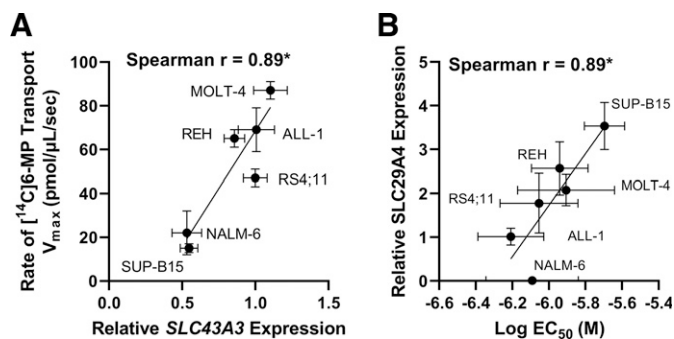 A
Spearman r = 0.89*
Rate of [¹⁴C]6-MP Transport
Vmax (pmol/µL/sec)
100
80
60
40
20
0
MOLT-4
REH
ALL-1
RS4;11
NALM-6
SUP-B15
0.0 0.5 1.0 1.5
Relative SLC43A3 Expression
B
Spearman r = 0.89*
Relative SLC29A4 Expression
5
4
3
2
1
0
SUP-B15
REH
MOLT-4
RS4;11
ALL-1
NALM-6
-6.6 -6.4 -6.2 -6.0 -5.8 -5.6 -5.4
Log EC₅₀ (M)